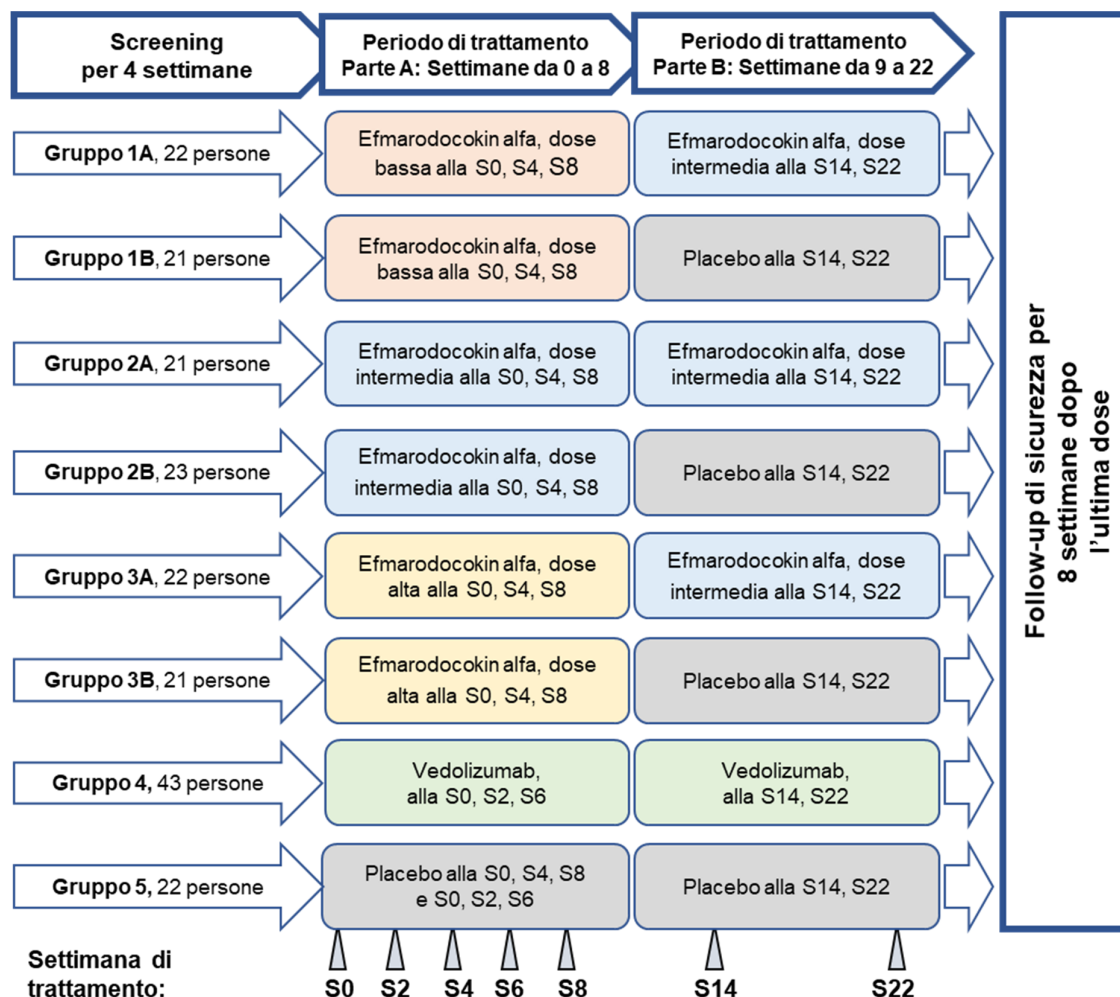 Screening
per 4 settimane
Periodo di trattamento
Parte A: Settimane da 0 a 8
Periodo di trattamento
Parte B: Settimane da 9 a 22
Gruppo 1A, 22 persone
Efmarodocokin alfa, dose
bassa alla S0, S4, S8
Efmarodocokin alfa, dose
intermedia alla S14, S22
Gruppo 1B, 21 persone
Efmarodocokin alfa, dose
bassa alla S0, S4, S8
Placebo alla S14, S22
Gruppo 2A, 21 persone
Efmarodocokin alfa, dose
intermedia alla S0, S4, S8
Efmarodocokin alfa, dose
intermedia alla S14, S22
Gruppo 2B, 23 persone
Efmarodocokin alfa, dose
intermedia alla S0, S4, S8
Placebo alla S14, S22
Gruppo 3A, 22 persone
Efmarodocokin alfa, dose
alta alla S0, S4, S8
Efmarodocokin alfa, dose
intermedia alla S14, S22
Gruppo 3B, 21 persone
Efmarodocokin alfa, dose
alta alla S0, S4, S8
Placebo alla S14, S22
Gruppo 4, 43 persone
Vedolizumab,
alla S0, S2, S6
Vedolizumab,
alla S14, S22
Gruppo 5, 22 persone
Placebo alla S0, S4, S8
e S0, S2, S6
Placebo alla S14, S22
Follow-up di sicurezza per
8 settimane dopo
l'ultima dose
Settimana di
trattamento:
S0
S2
S4
S6
S8
S14
S22